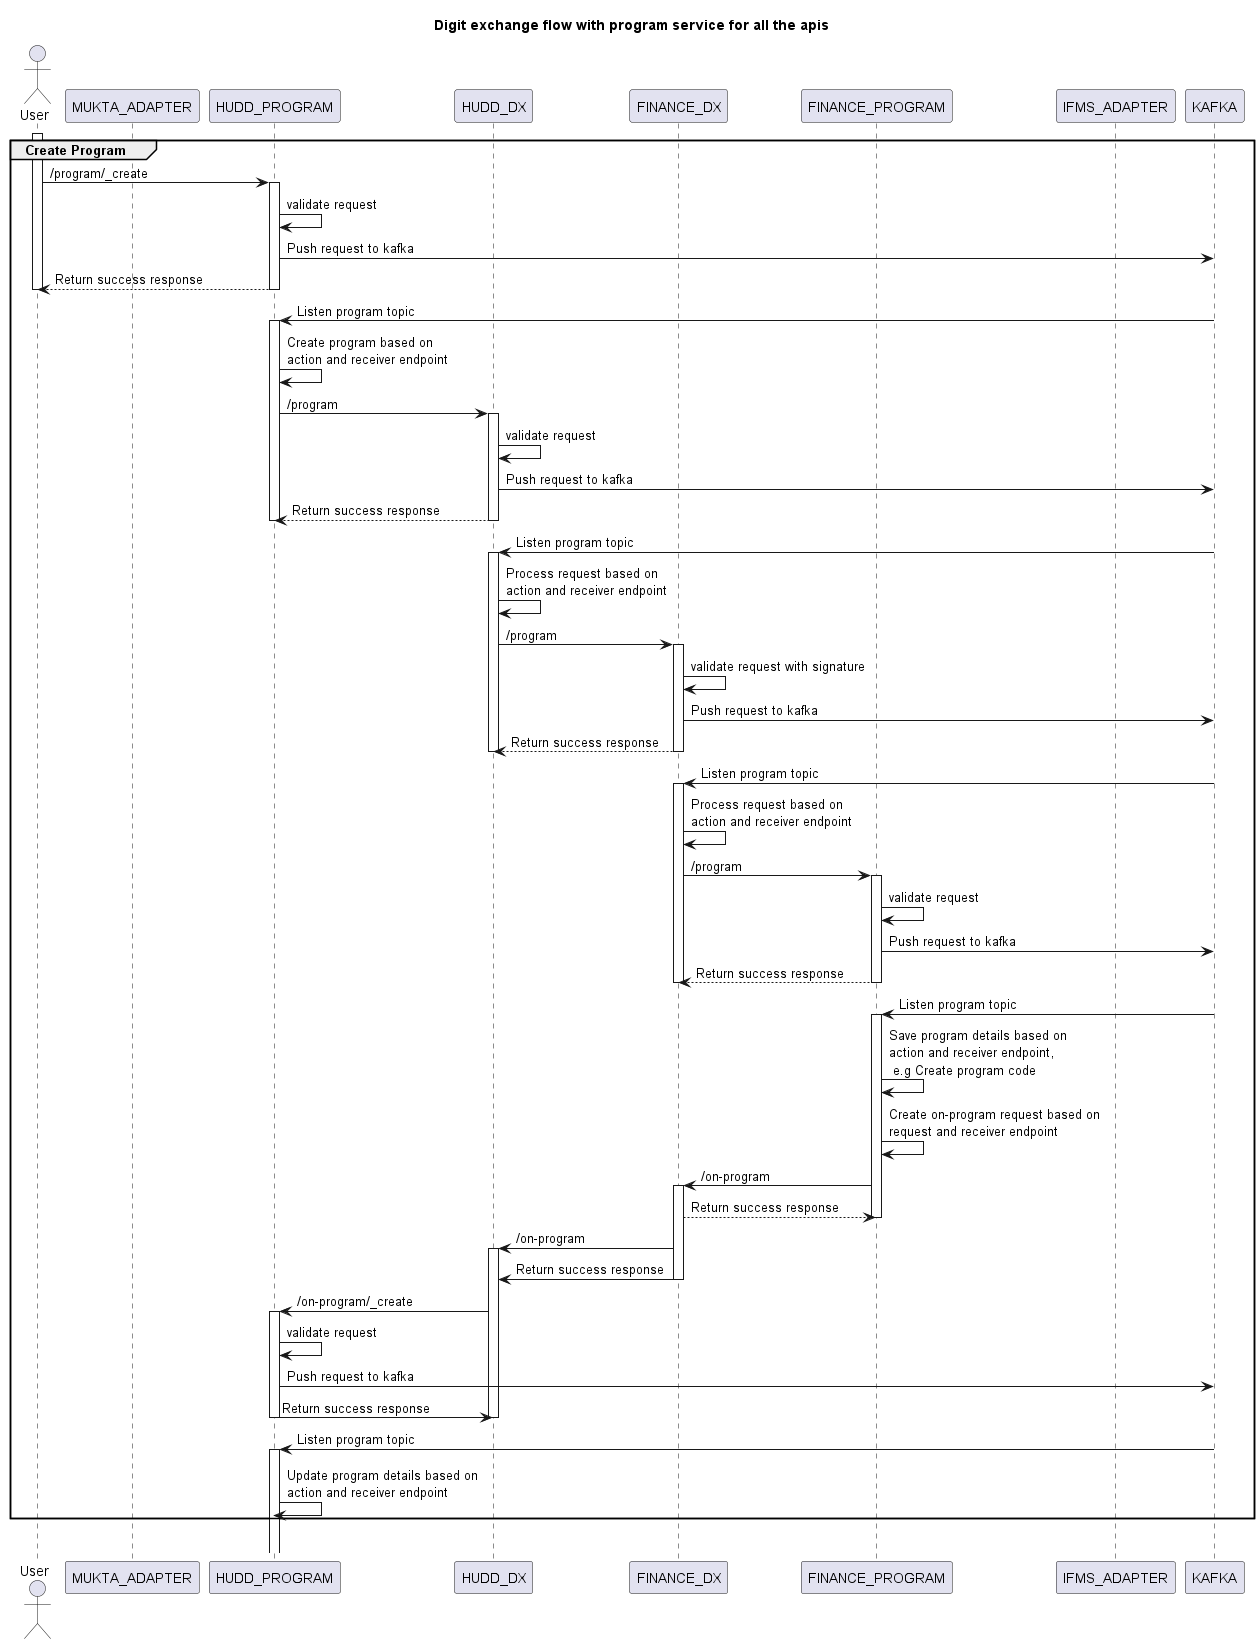 Digit exchange flow with program service for all the apis
User
MUKTA_ADAPTER
HUDD_PROGRAM
HUDD_DX
FINANCE_DX
FINANCE_PROGRAM
IFMS_ADAPTER
KAFKA
Create Program
/program/_create
validate request
Push request to kafka
Return success response
Listen program topic
Create program based on
action and receiver endpoint
/program
validate request
Push request to kafka
Return success response
Listen program topic
Process request based on
action and receiver endpoint
/program
validate request with signature
Push request to kafka
Return success response
Listen program topic
Process request based on
action and receiver endpoint
/program
validate request
Push request to kafka
Return success response
Listen program topic
Save program details based on
action and receiver endpoint,
e.g Create program code
Create on-program request based on
request and receiver endpoint
/on-program
Return success response
/on-program
Return success response
/on-program/_create
validate request
Push request to kafka
Return success response
Listen program topic
Update program details based on
action and receiver endpoint
User
MUKTA_ADAPTER
HUDD_PROGRAM
HUDD_DX
FINANCE_DX
FINANCE_PROGRAM
IFMS_ADAPTER
KAFKA